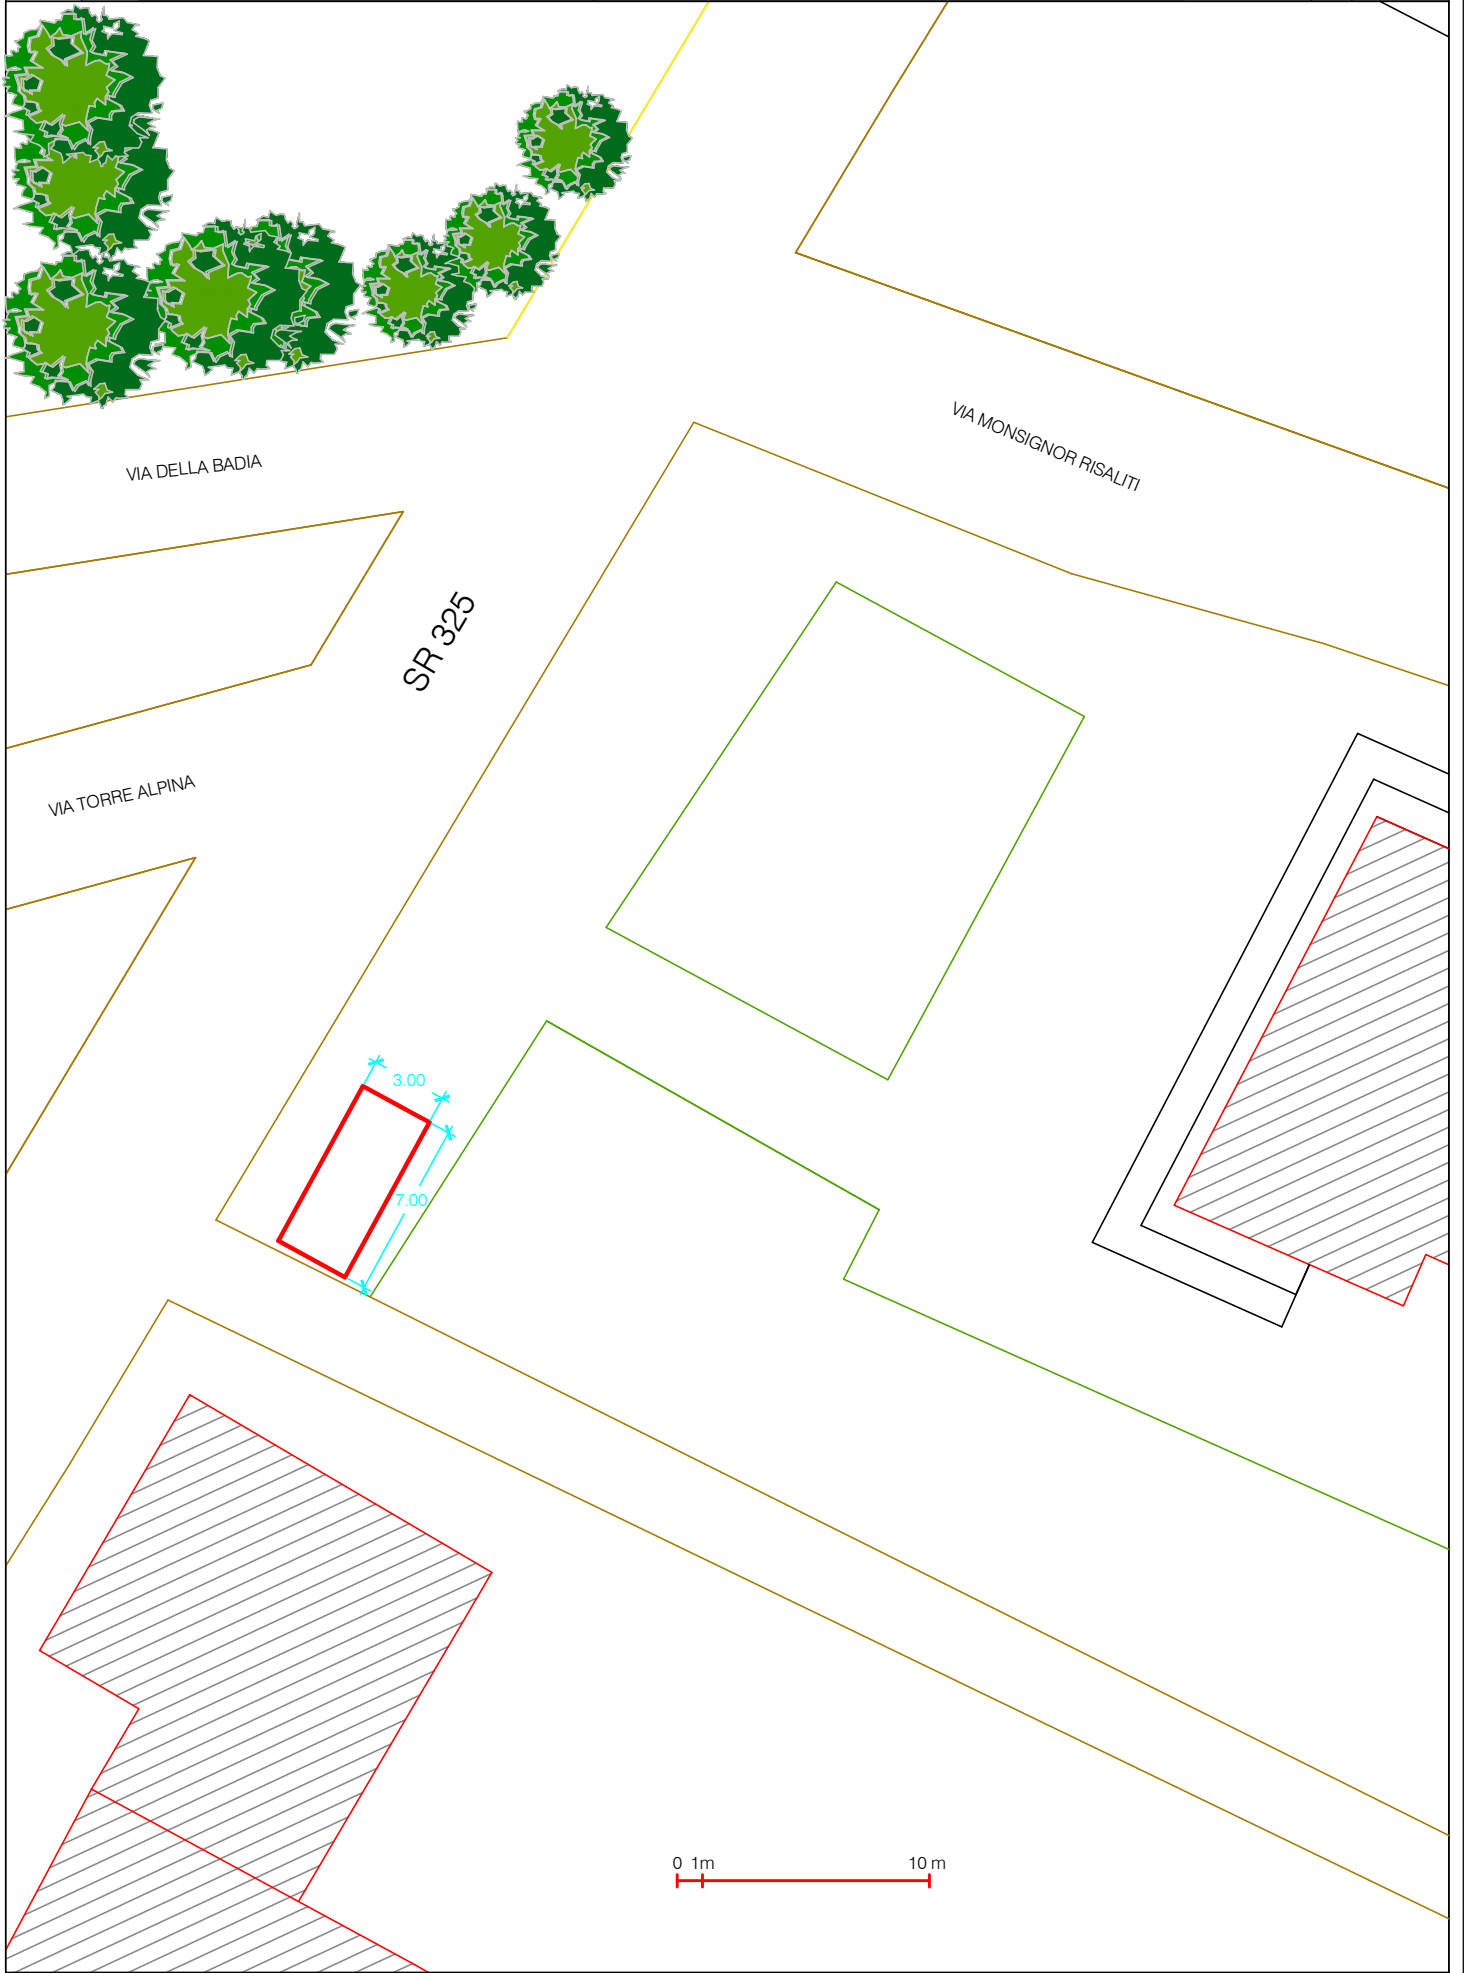 VIA MONSIGNOR RISALITI
VIA DELLA BADIA
SR 325
VIA TORRE ALPINA
3.00
7.00
0 1m 10 m